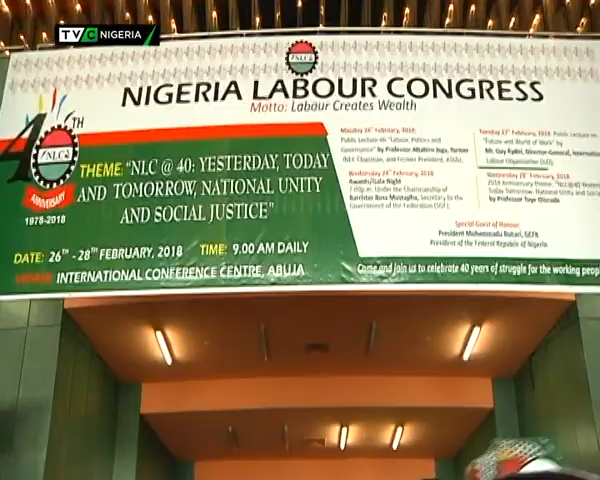 TVC NIGERIA
NLC
NIGERIA LABOUR CONGRESS
Motto: Labour Creates Wealth
40TH
NLC
ANNIVERSARY
1978-2018
THEME: "NLC @ 40: YESTERDAY, TODAY
AND TOMORROW, NATIONAL UNITY
AND SOCIAL JUSTICE"
DATE: 26TH - 28TH FEBRUARY, 2018 TIME: 9.00 AM DAILY
VENUE: INTERNATIONAL CONFERENCE CENTRE, ABUJA
Monday 26th February, 2018:
Public Lecture on "Labour, Politics and
Governance" by Professor Attahiru Jega, former
INEC Chairman, and Former President, ASUU.
Wednesday 28th February, 2018
Awards/Gala Night
7.00p.m. Under the Chairmanship of
Barrister Boss Mustapha, Secretary to the
Government of the Federation (SGF).
Tuesday 27th February, 2018 Public Lecture on
"Future and World of Work" by
Mr. Guy Ryder, Director-General, International
Labour Organisation (ILO).
Wednesday 28th February, 2018
2018 Anniversary theme: "NLC@40 Yesterday
Today Tomorrow, National Unity and Social
by Professor Toye Olorode
Special Guest of Honour:
President Muhammadu Buhari, GCFR
President of the Federal Republic of Nigeria.
Come and join us to celebrate 40 years of struggle for the working peop